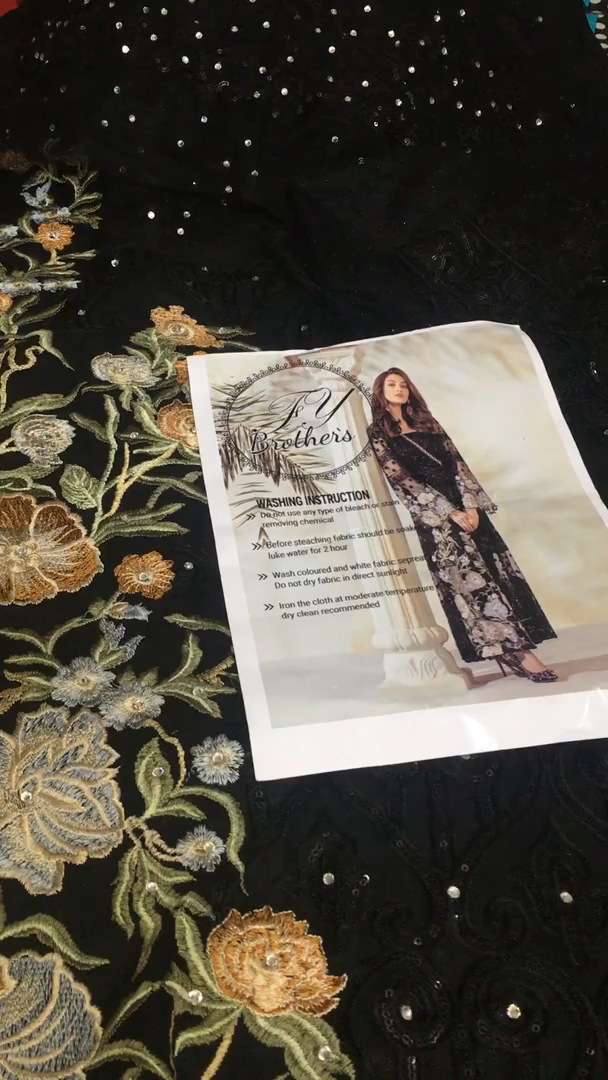 FY
Brothers
WASHING INSTRUCTION
>> Do not use any type of bleach or stain
removing chemical
>> Before steaching fabric should be soak
luke water for 2 hour
>> Wash coloured and white fabric seprea
Do not dry fabric in direct sunlight
>> Iron the cloth at moderate temperature
dry clean recommended